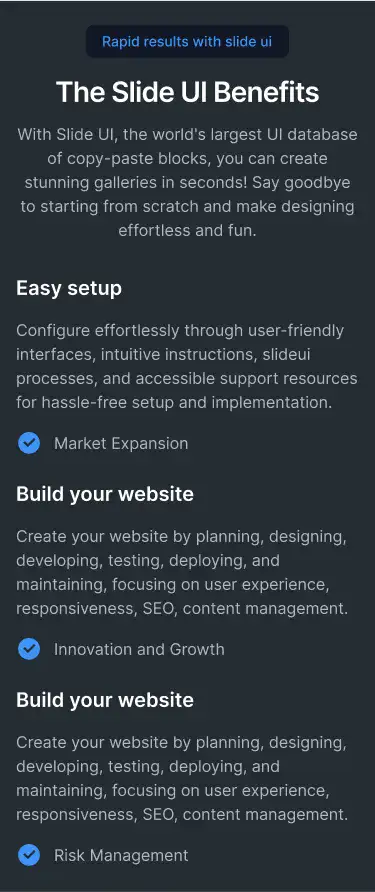 Rapid results with slide ui
The Slide UI Benefits
With Slide UI, the world's largest UI database
of copy-paste blocks, you can create
stunning galleries in seconds! Say goodbye
to starting from scratch and make designing
effortless and fun.
Easy setup
Configure effortlessly through user-friendly
interfaces, intuitive instructions, slideui
processes, and accessible support resources
for hassle-free setup and implementation.
Market Expansion
Build your website
Create your website by planning, designing,
developing, testing, deploying, and
maintaining, focusing on user experience,
responsiveness, SEO, content management.
Innovation and Growth
Build your website
Create your website by planning, designing,
developing, testing, deploying, and
maintaining, focusing on user experience,
responsiveness, SEO, content management.
Risk Management